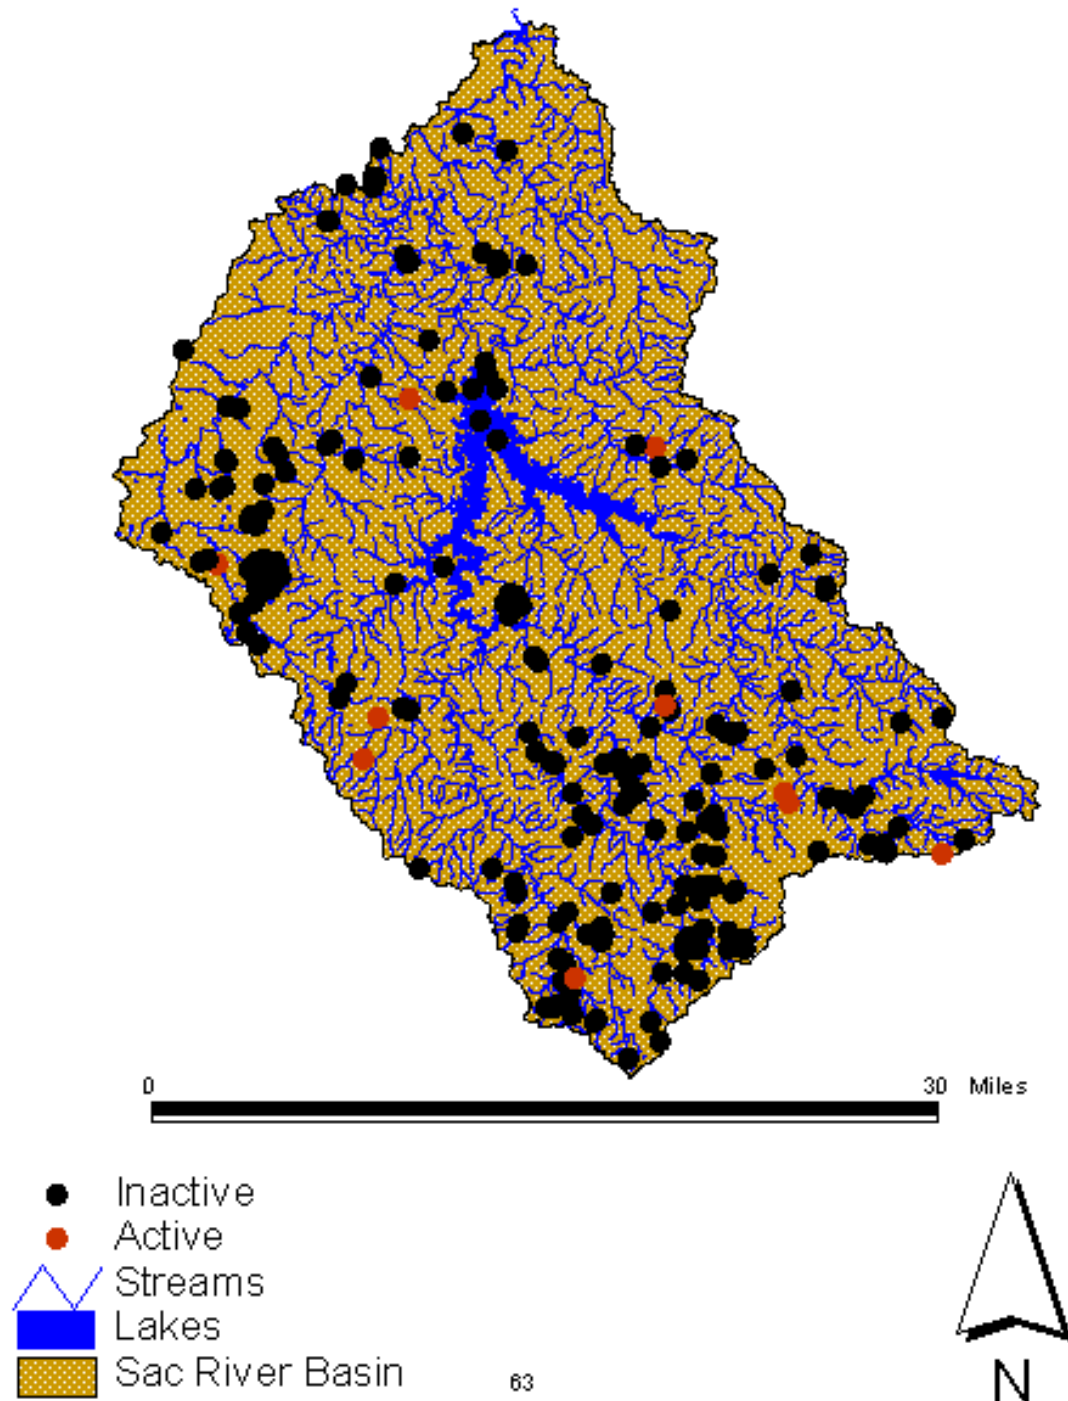 0 30 Miles
Inactive
Active
Streams
Lakes
Sac River Basin
63
N